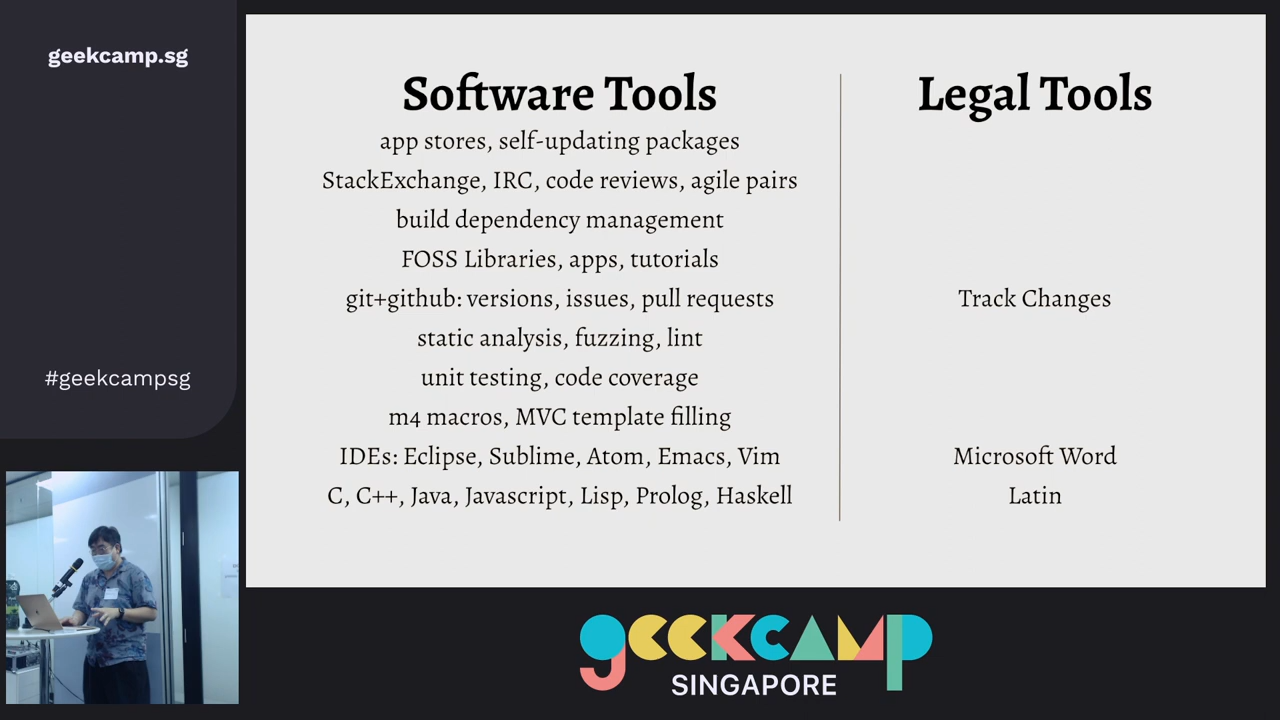 geekcamp.sg
#geekcampsg
Software Tools
app stores, self-updating packages
StackExchange, IRC, code reviews, agile pairs
build dependency management
FOSS Libraries, apps, tutorials
git+github: versions, issues, pull requests
static analysis, fuzzing, lint
unit testing, code coverage
m4 macros, MVC template filling
IDEs: Eclipse, Sublime, Atom, Emacs, Vim
C, C++, Java, Javascript, Lisp, Prolog, Haskell
Legal Tools
Track Changes
Microsoft Word
Latin
geekcamp
SINGAPORE